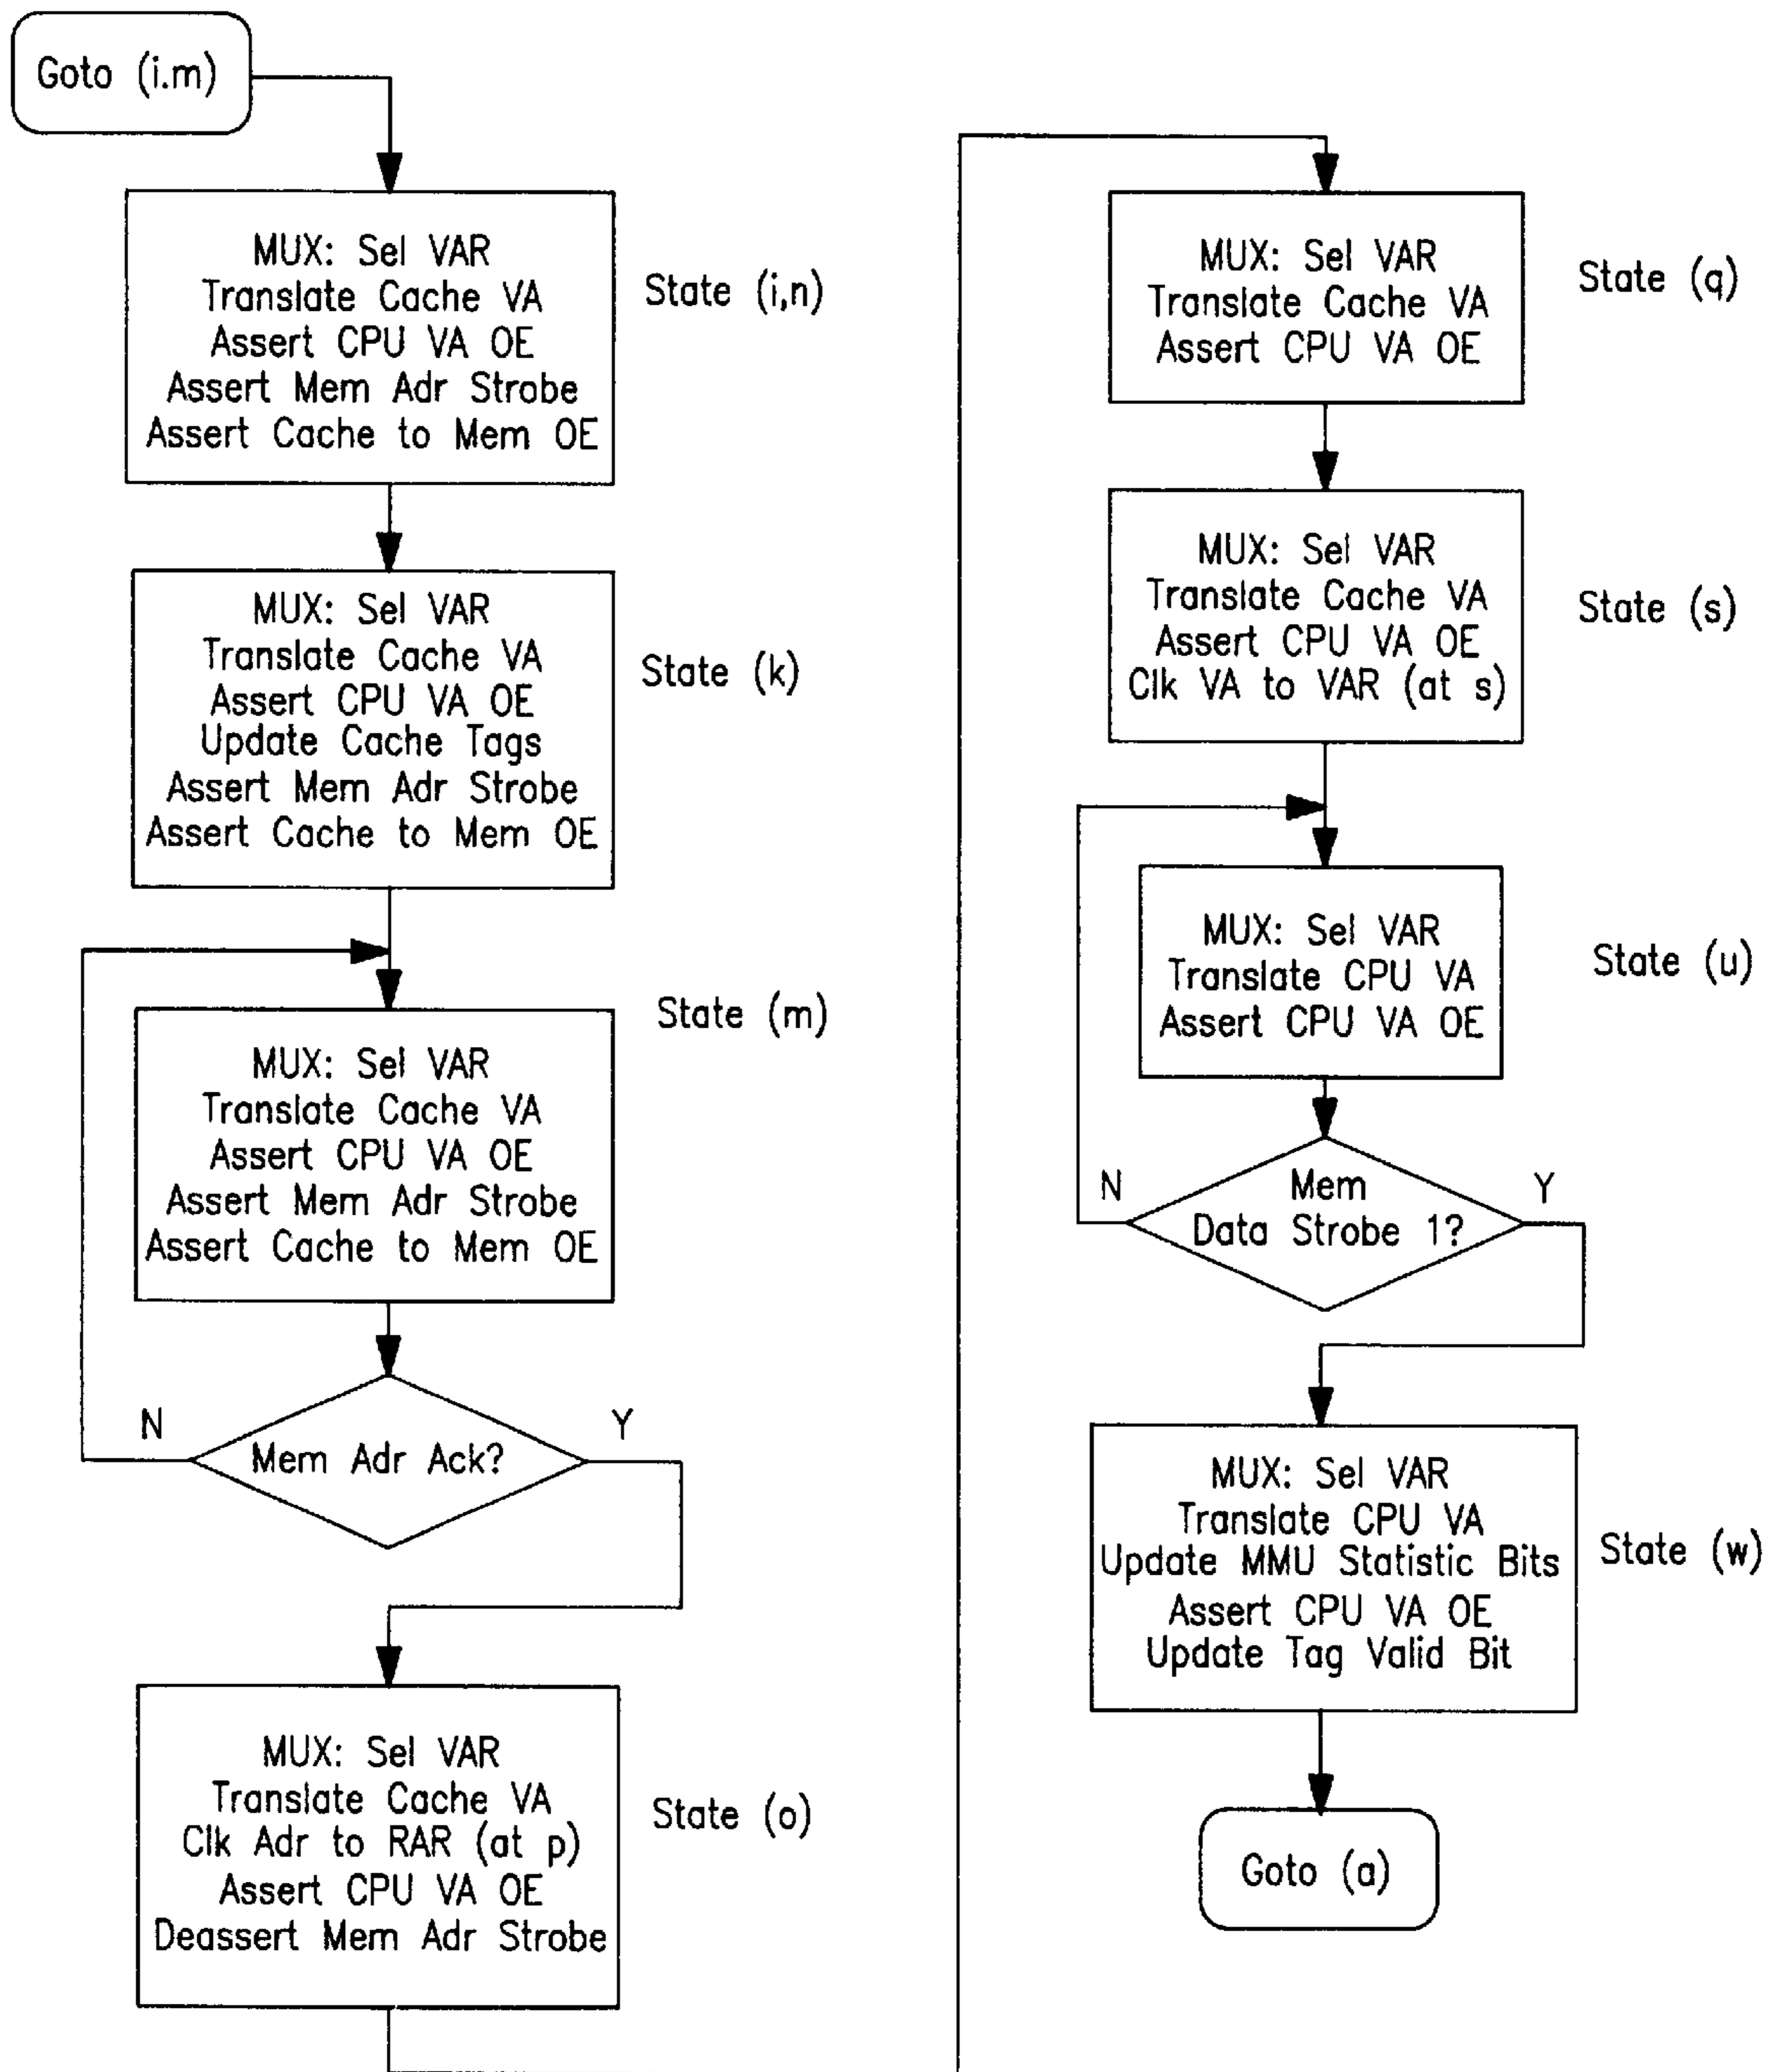 Goto (i.m)
MUX: Sel VAR
Translate Cache VA
Assert CPU VA OE
Assert Mem Adr Strobe
Assert Cache to Mem OE
State (i,n)
MUX: Sel VAR
Translate Cache VA
Assert CPU VA OE
Update Cache Tags
Assert Mem Adr Strobe
Assert Cache to Mem OE
State (k)
State (m)
MUX: Sel VAR
Translate Cache VA
Assert CPU VA OE
Assert Mem Adr Strobe
Assert Cache to Mem OE
N
Y
Mem Adr Ack?
MUX: Sel VAR
Translate Cache VA
Clk Adr to RAR (at p)
Assert CPU VA OE
Deassert Mem Adr Strobe
State (o)
MUX: Sel VAR
Translate Cache VA
Assert CPU VA OE
State (q)
MUX: Sel VAR
Translate Cache VA
Assert CPU VA OE
Clk VA to VAR (at s)
State (s)
MUX: Sel VAR
Translate CPU VA
Assert CPU VA OE
State (u)
N
Y
Mem
Data Strobe 1?
MUX: Sel VAR
Translate CPU VA
Update MMU Statistic Bits
Assert CPU VA OE
Update Tag Valid Bit
State (w)
Goto (a)